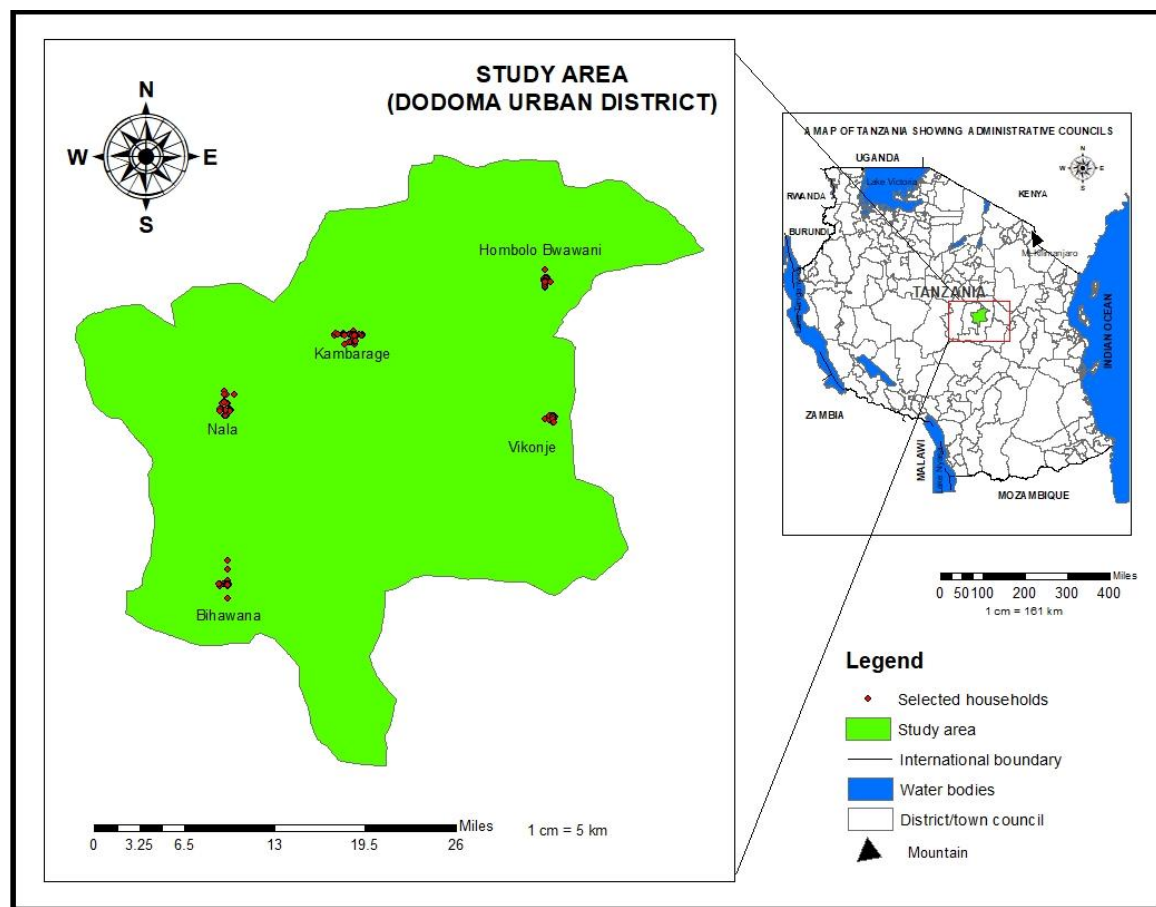 STUDY AREA
(DODOMA URBAN DISTRICT)
N
W
E
S
Hombolo Bwawani
Kambarage
Nala
Vikonje
Bihawana
Miles
0
3.25
6.5
13
19.5
26
1 cm = 5 km
A MAP OF TANZANIA SHOWING ADMINISTRATIVE COUNCILS
N
W
E
S
UGANDA
Lake Victoria
KENYA
RWANDA
BURUNDI
Mt.Kilimanjaro
TANZANIA
INDIAN OCEAN
ZAMBIA
MALAWI
MOZAMBIQUE
Miles
0 50 100 200 300 400
1 cm = 161 km
Legend
Selected households
Study area
International boundary
Water bodies
District/town council
Mountain